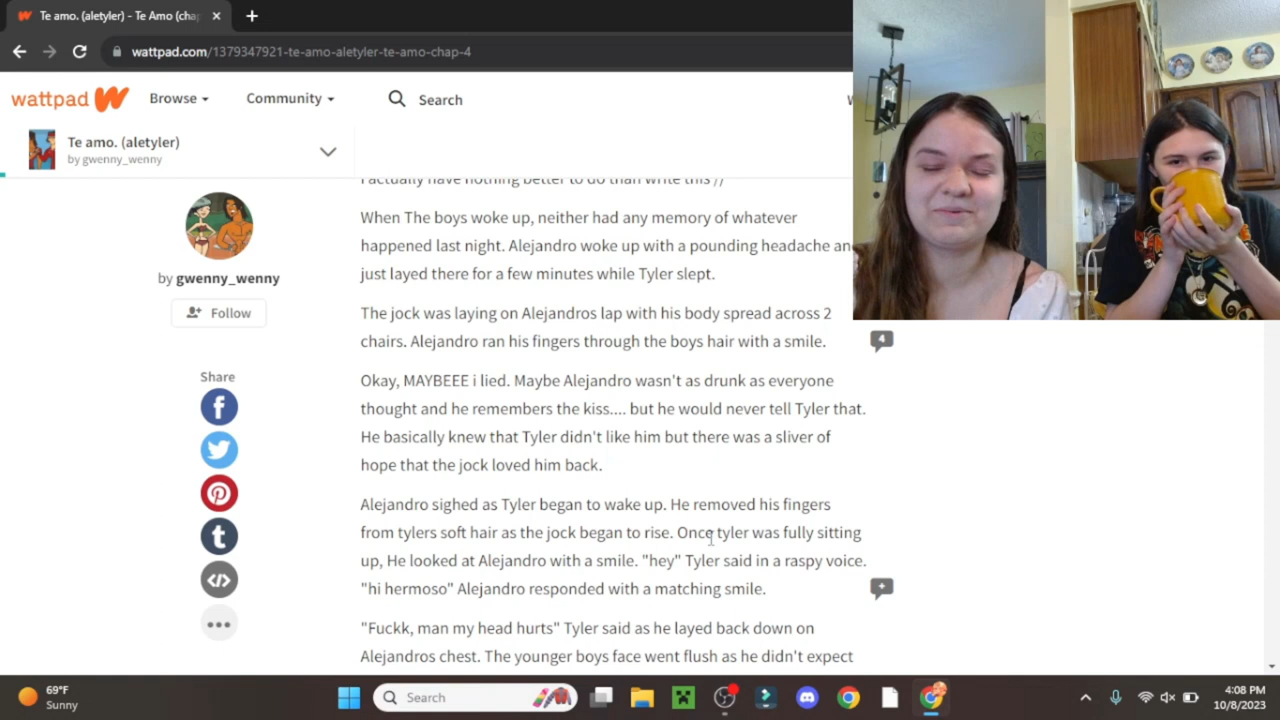 Te amo. (aletyler) - Te Amo (cha
wattpad.com/1379347921-te-amo-aletyler-te-amo-chap-4
wattpad Browse Community Search
Te amo. (aletyler)
by gwenny_wenny
I actually have nothing better to do than write this //
by gwenny_wenny
Follow
Share
When The boys woke up, neither had any memory of whatever
happened last night. Alejandro woke up with a pounding headache and
just layed there for a few minutes while Tyler slept.
The jock was laying on Alejandros lap with his body spread across 2
chairs. Alejandro ran his fingers through the boys hair with a smile.
4
Okay, MAYBEEE i lied. Maybe Alejandro wasn't as drunk as everyone
thought and he remembers the kiss.... but he would never tell Tyler that.
He basically knew that Tyler didn't like him but there was a sliver of
hope that the jock loved him back.
Alejandro sighed as Tyler began to wake up. He removed his fingers
from tylers soft hair as the jock began to rise. Once tyler was fully sitting
up, He looked at Alejandro with a smile. "hey" Tyler said in a raspy voice.
"hi hermoso" Alejandro responded with a matching smile.
"Fuckk, man my head hurts" Tyler said as he layed back down on
Alejandros chest. The younger boys face went flush as he didn't expect
69°F
Sunny
Search
4:08 PM
10/8/2023